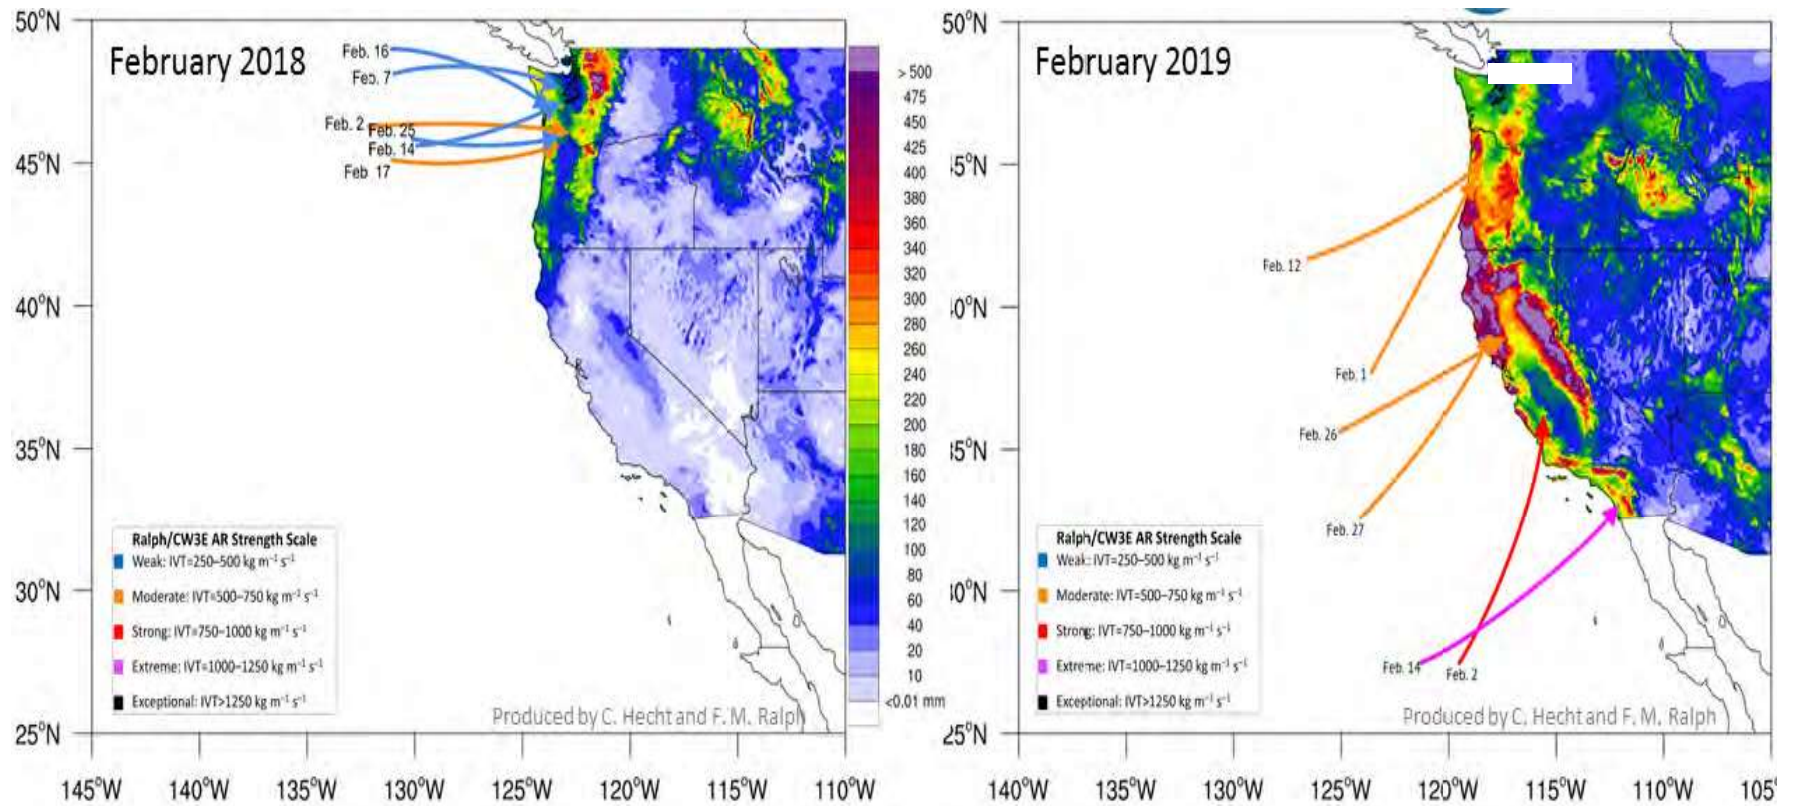 50°N
February 2018
Feb. 16
Feb. 7
Feb. 2
Feb. 25
Feb. 14
Feb 17
45°N
40°N
35°N
30°N
25°N
Ralph/CW3E AR Strength Scale
Weak: IVT=250–500 kg m⁻¹ s⁻¹
Moderate: IVT=500–750 kg m⁻¹ s⁻¹
Strong: IVT=750–1000 kg m⁻¹ s⁻¹
Extreme: IVT=1000–1250 kg m⁻¹ s⁻¹
Exceptional: IVT>1250 kg m⁻¹ s⁻¹
Produced by C. Hecht and F. M. Ralph
145°W 140°W 135°W 130°W 125°W 120°W 115°W 110°W
> 500
475
450
425
400
380
360
340
320
300
280
260
240
220
200
180
160
140
120
100
80
60
40
20
10
<0.01 mm
50°N
February 2019
Feb. 12
Feb. 1
Feb. 26
Feb. 27
Feb. 14
Feb. 2
45°N
40°N
35°N
30°N
25°N
Ralph/CW3E AR Strength Scale
Weak: IVT=250–500 kg m⁻¹ s⁻¹
Moderate: IVT=500–750 kg m⁻¹ s⁻¹
Strong: IVT=750–1000 kg m⁻¹ s⁻¹
Extreme: IVT=1000–1250 kg m⁻¹ s⁻¹
Exceptional: IVT>1250 kg m⁻¹ s⁻¹
Produced by C. Hecht and F. M. Ralph
140°W 135°W 130°W 125°W 120°W 115°W 110°W 105°